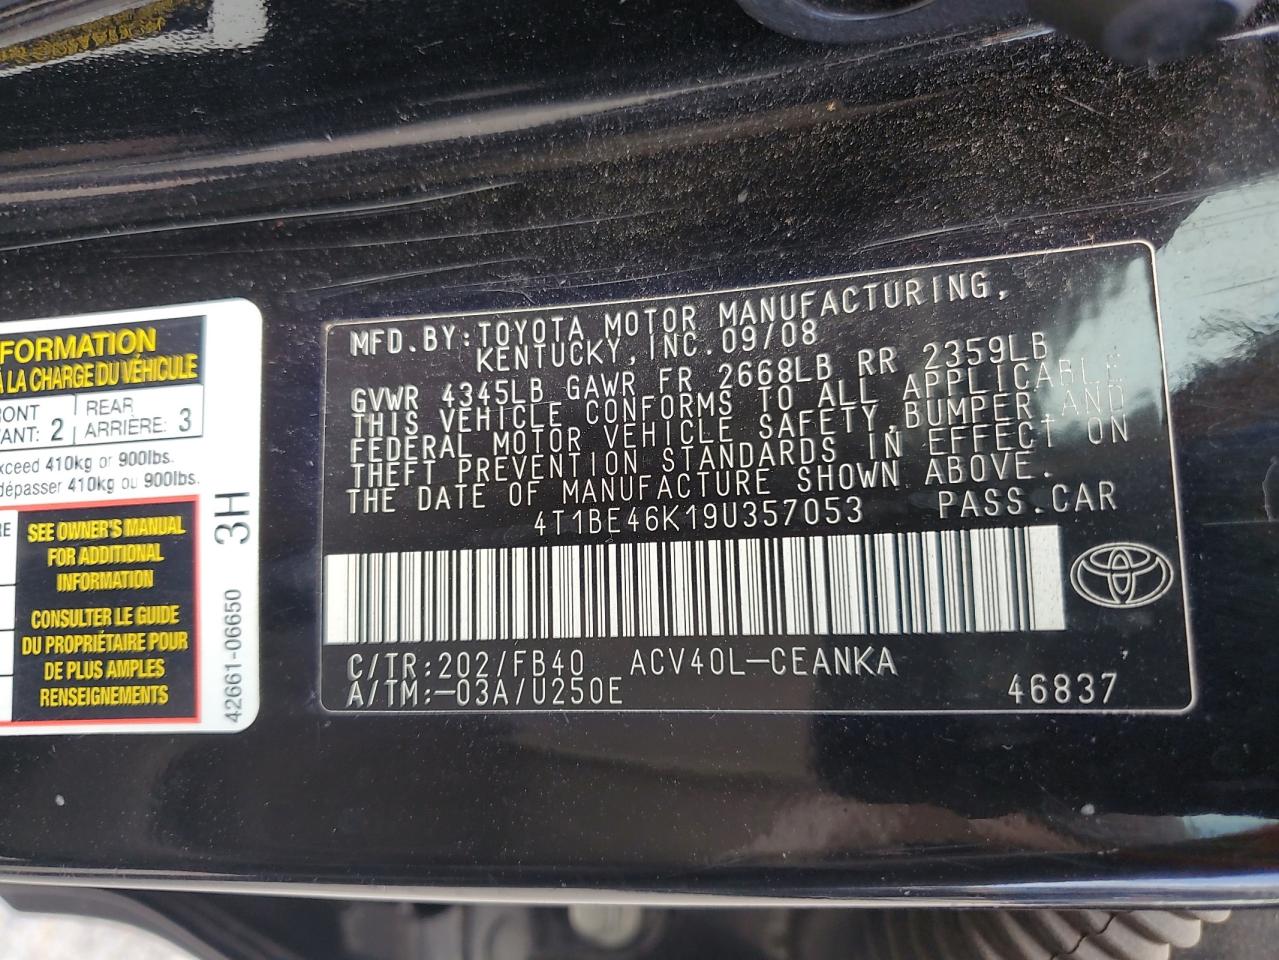 FORMATION
À LA CHARGE DU VÉHICULE
RONT 2 REAR 3
VANT: ARRIÈRE:
xceed 410kg or 900lbs.
dépasser 410kg ou 900lbs.
SEE OWNER'S MANUAL
FOR ADDITIONAL
INFORMATION
CONSULTER LE GUIDE
DU PROPRIÉTAIRE POUR
DE PLUS AMPLES
RENSEIGNEMENTS
3H
42661-06650
MFD.BY:TOYOTA MOTOR MANUFACTURING,
KENTUCKY,INC. 09/08
GVWR 4345LB GAWR FR 2668LB RR 2359LB
THIS VEHICLE CONFORMS TO ALL APPLICABLE
FEDERAL MOTOR VEHICLE SAFETY,BUMPER,AND
THEFT PREVENTION STANDARDS IN EFFECT ON
THE DATE OF MANUFACTURE SHOWN ABOVE.
4T1BE46K19U357053 PASS.CAR
C/TR:202/FB40 ACV40L-CEANKA
A/TM:-03A/U250E 46837